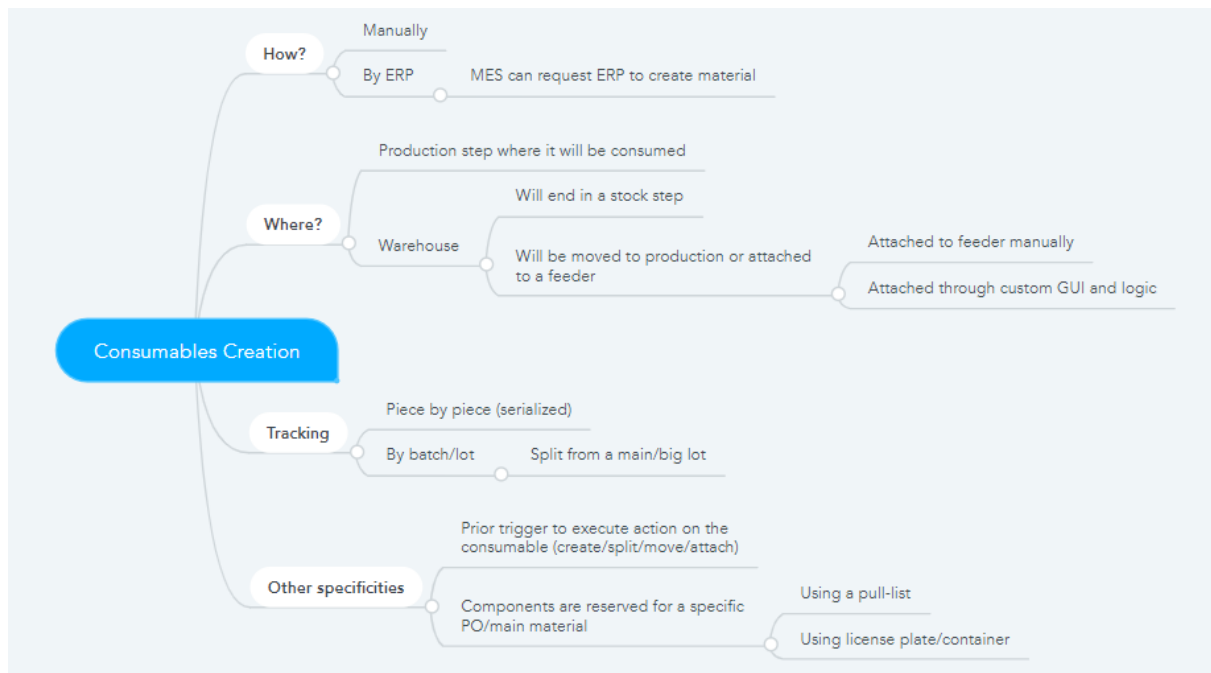 How?
Manually
By ERP
MES can request ERP to create material
Where?
Production step where it will be consumed
Warehouse
Will end in a stock step
Will be moved to production or attached
to a feeder
Attached to feeder manually
Attached through custom GUI and logic
Consumables Creation
Tracking
Piece by piece (serialized)
By batch/lot
Split from a main/big lot
Other specificities
Prior trigger to execute action on the
consumable (create/split/move/attach)
Components are reserved for a specific
PO/main material
Using a pull-list
Using license plate/container